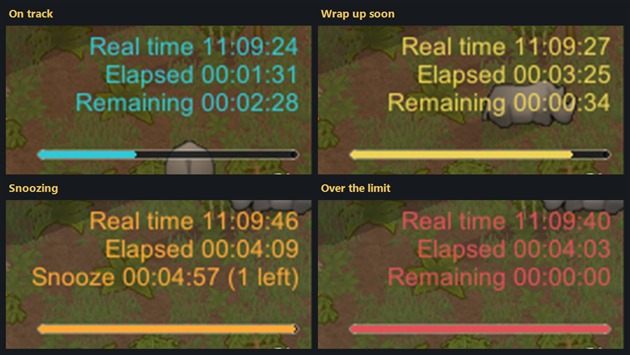 On track
Real time 11:09:24
Elapsed 00:01:31
Remaining 00:02:28
Wrap up soon
Real time 11:09:27
Elapsed 00:03:25
Remaining 00:00:34
Snoozing
Real time 11:09:46
Elapsed 00:04:09
Snooze 00:04:57 (1 left)
Over the limit
Real time 11:09:40
Elapsed 00:04:03
Remaining 00:00:00